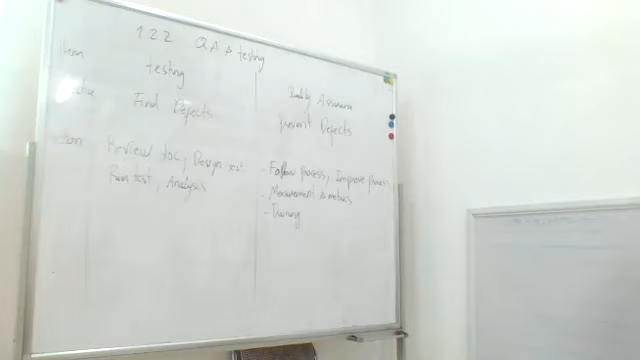 1.2.2 QA & testing
Item testing Quality Assurance
Find Defects prevent Defects
Review doc, Design test
Run test, Analysis
- Follow process, Improve process
- Measurement & metrics
- Training